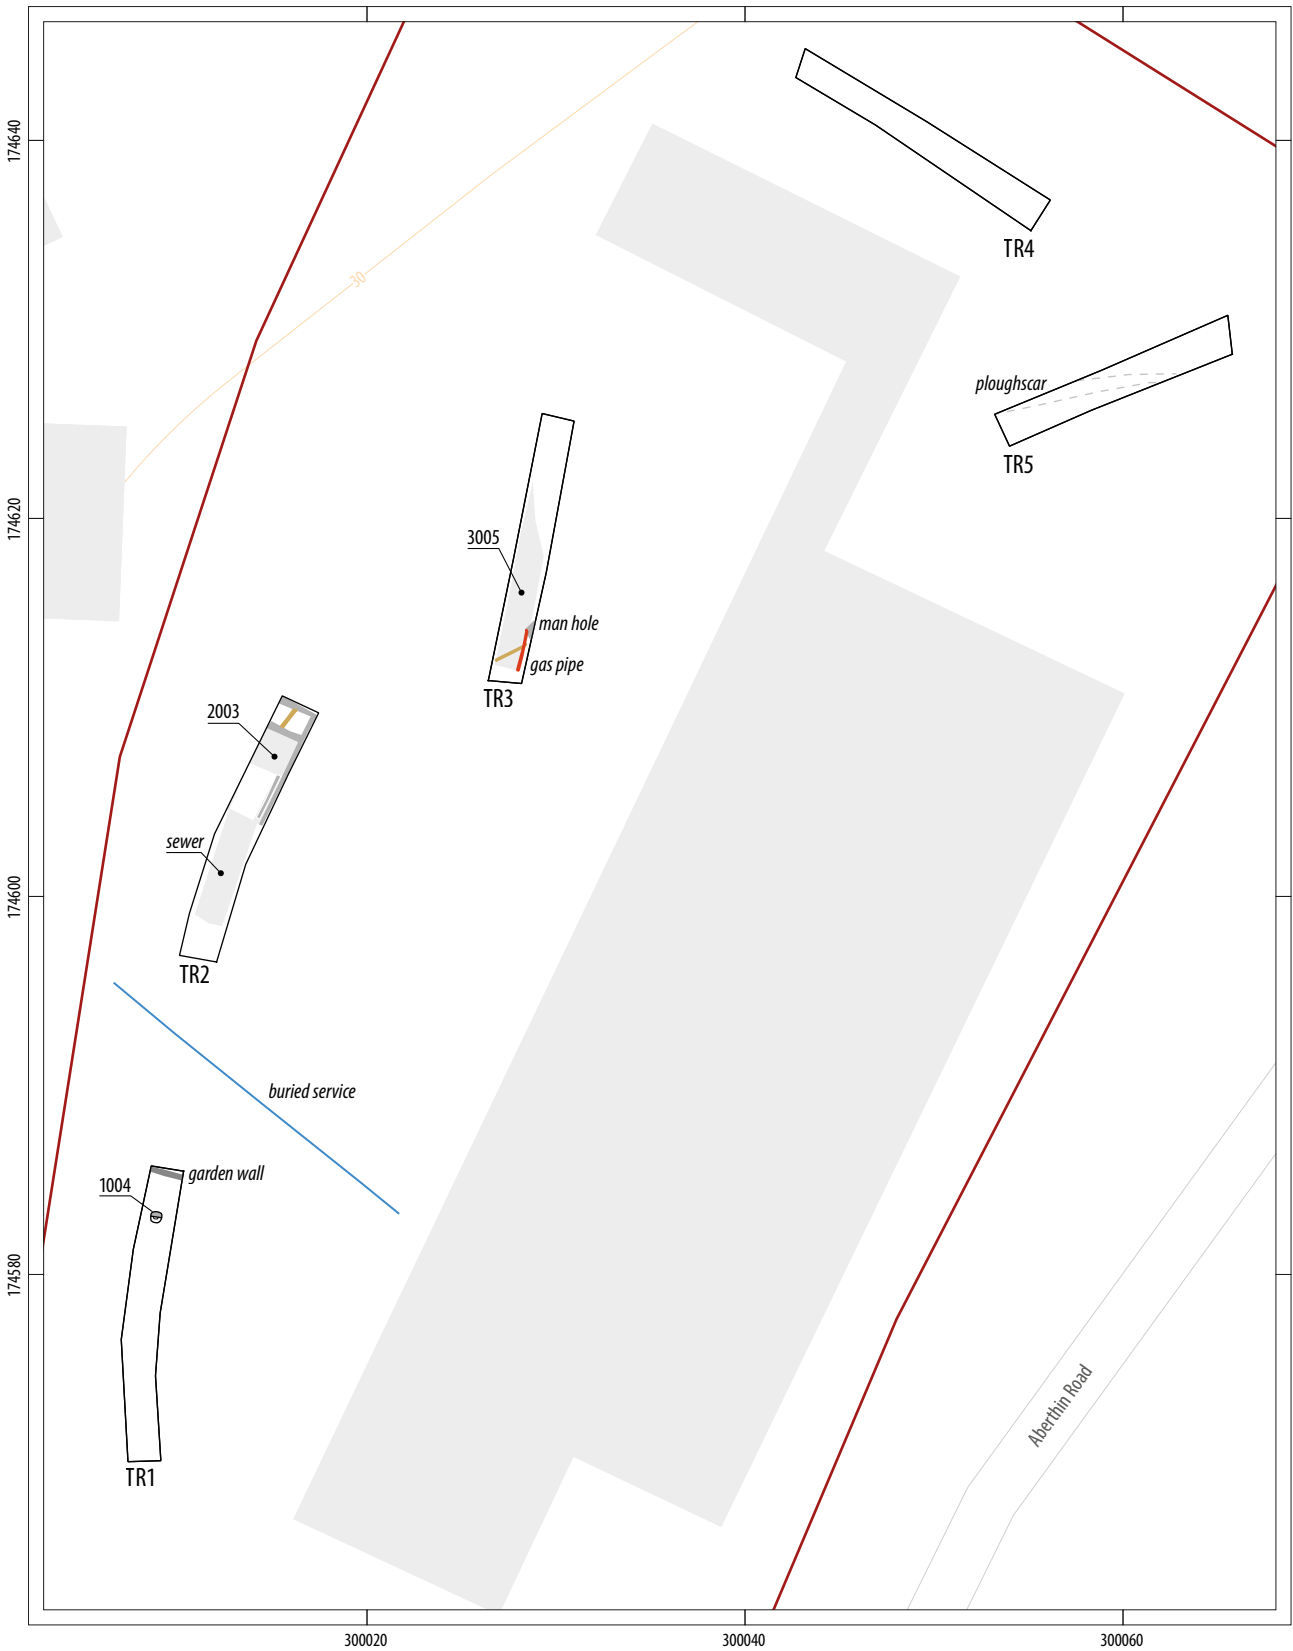 174640
30
TR4
ploughscar
TR5
174620
3005
man hole
gas pipe
TR3
2003
sewer
174600
TR2
buried service
garden wall
1004
174580
Aberthin Road
TR1
300020
300040
300060